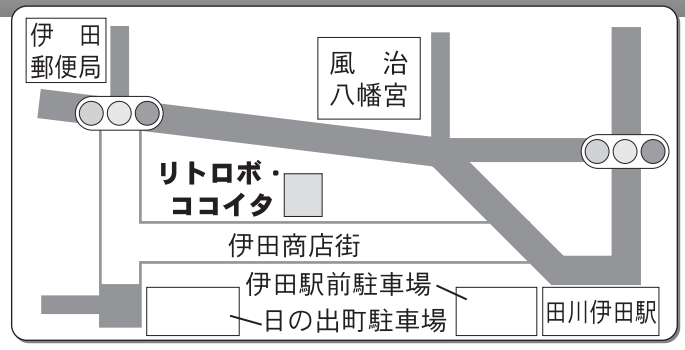 伊　田
郵便局
風　治
八幡宮
リトロボ・
ココイタ
伊田商店街
伊田駅前駐車場
日の出町駐車場
田川伊田駅